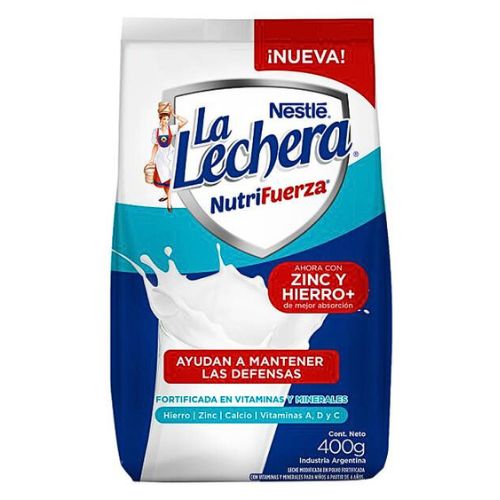 ¡NUEVA!
Nestlé®
La
Lechera®
NutriFuerza®
AHORA CON
ZINC Y
HIERRO+
de mejor absorción
AYUDAN A MANTENER
LAS DEFENSAS
FORTIFICADA EN VITAMINAS Y MINERALES
Hierro | Zinc | Calcio | Vitaminas A, D y C
Cont. Neto
400g
Industria Argentina
LECHE MODIFICADA EN POLVO FORTIFICADA
CON VITAMINAS Y MINERALES PARA NIÑOS A PARTIR DE 4 AÑOS